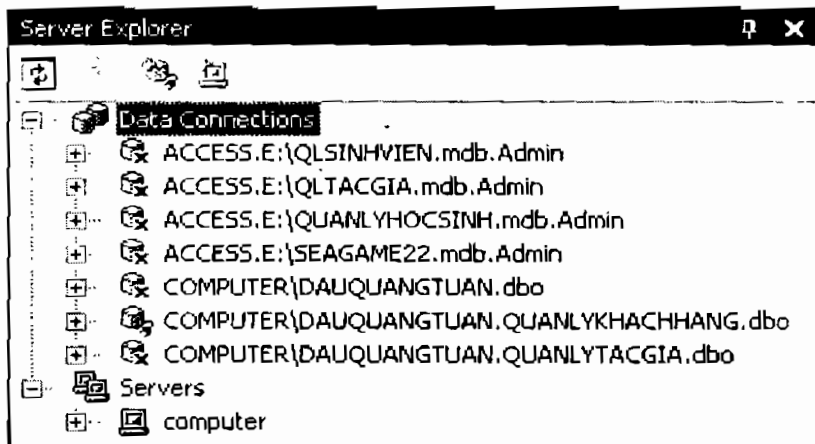 Server Explorer
Data Connections
ACCESS.E:\QLSINHVIEN.mdb.Admin
ACCESS.E:\QLTACGIA.mdb.Admin
ACCESS.E:\QUANLYHOCSINH.mdb.Admin
ACCESS.E:\SEAGAME22.mdb.Admin
COMPUTER\DAUQUANGTUAN.dbo
COMPUTER\DAUQUANGTUAN.QUANLYKHACHHANG.dbo
COMPUTER\DAUQUANGTUAN.QUANLYTACGIA.dbo
Servers
computer